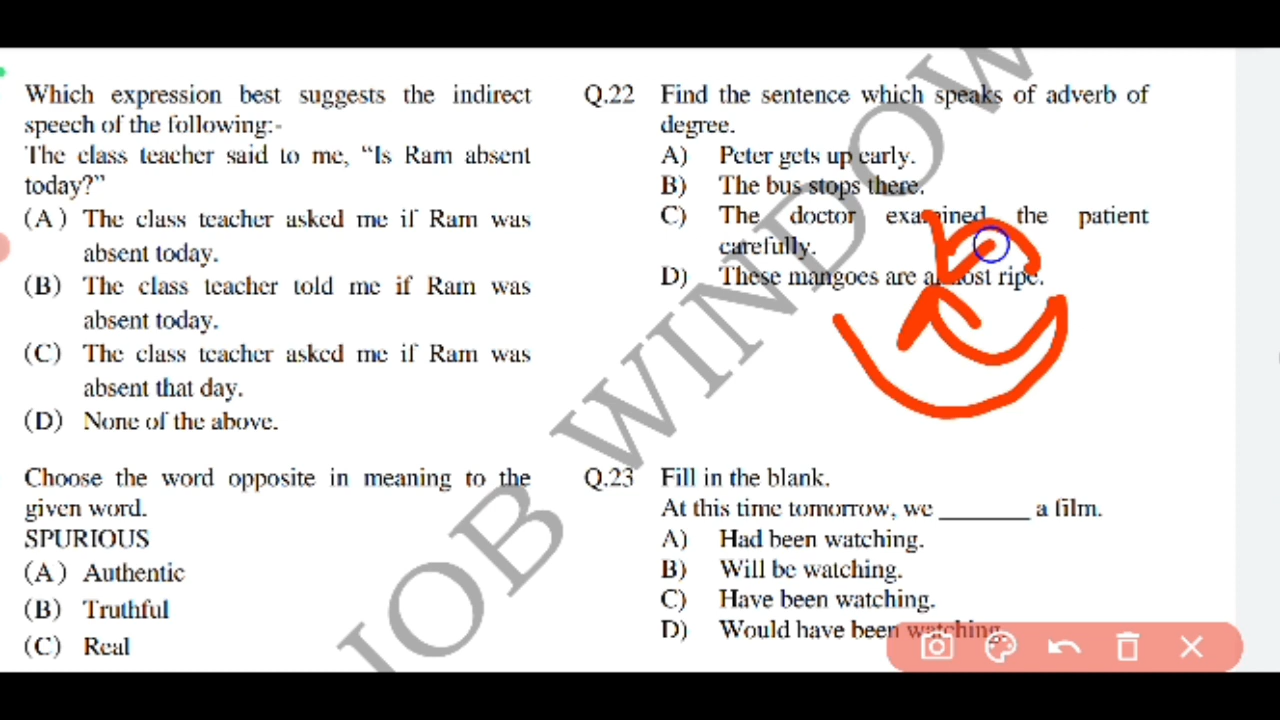 Which expression best suggests the indirect
speech of the following:-
The class teacher said to me, “Is Ram absent
today?”
(A) The class teacher asked me if Ram was
absent today.
(B) The class teacher told me if Ram was
absent today.
(C) The class teacher asked me if Ram was
absent that day.
(D) None of the above.
Choose the word opposite in meaning to the
given word.
SPURIOUS
(A) Authentic
(B) Truthful
(C) Real
Q.22 Find the sentence which speaks of adverb of
degree.
A) Peter gets up early.
B) The bus stops there.
C) The doctor examined the patient
carefully.
D) These mangoes are almost ripe.
Q.23 Fill in the blank.
At this time tomorrow, we ________ a film.
A) Had been watching.
B) Will be watching.
C) Have been watching.
D) Would have been watching.
JOB WINDOW